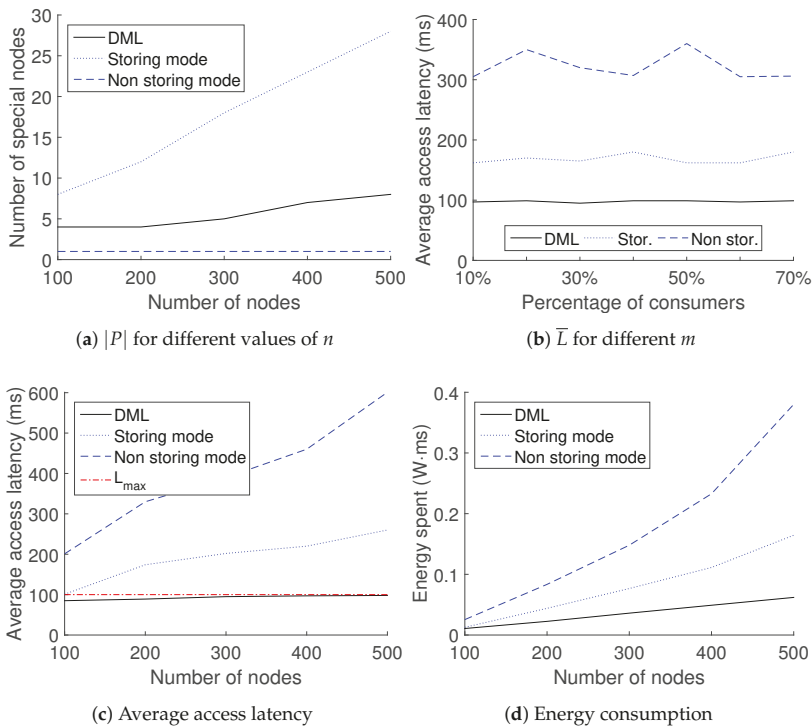 30
25
20
15
10
5
0
100 200 300 400 500
Number of special nodes
Number of nodes
DML
Storing mode
Non storing mode
(a) |P| for different values of n
400
300
200
100
0
10% 30% 50% 70%
Average access latency (ms)
Percentage of consumers
DML Stor. Non stor.
(b) L̅ for different m
600
500
400
300
200
100
0
100 200 300 400 500
Average access latency (ms)
Number of nodes
DML
Storing mode
Non storing mode
L_max
(c) Average access latency
0.4
0.3
0.2
0.1
0
100 200 300 400 500
Energy spent (W·ms)
Number of nodes
DML
Storing mode
Non storing mode
(d) Energy consumption